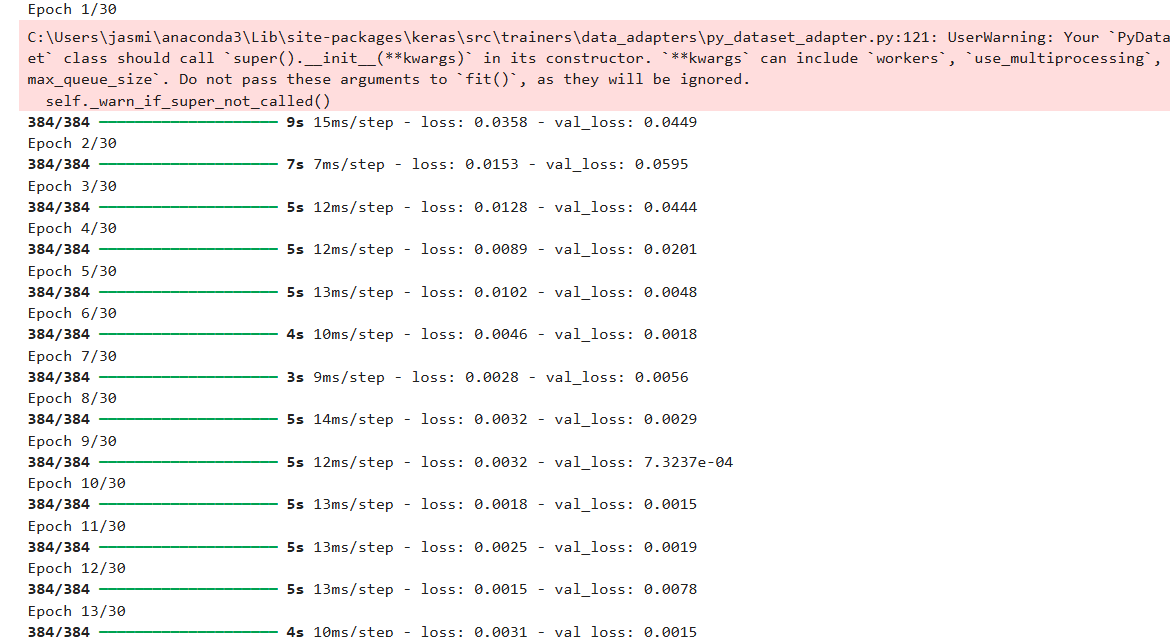 Epoch 1/30
C:\Users\jasmi\anaconda3\Lib\site-packages\keras\src\trainers\data_adapters\py_dataset_adapter.py:121: UserWarning: Your `PyData
et` class should call `super().__init__(**kwargs)` in its constructor. `**kwargs` can include `workers`, `use_multiprocessing`,
max_queue_size`. Do not pass these arguments to `fit()`, as they will be ignored.
self._warn_if_super_not_called()
384/384 9s 15ms/step - loss: 0.0358 - val_loss: 0.0449
Epoch 2/30
384/384 7s 7ms/step - loss: 0.0153 - val_loss: 0.0595
Epoch 3/30
384/384 5s 12ms/step - loss: 0.0128 - val_loss: 0.0444
Epoch 4/30
384/384 5s 12ms/step - loss: 0.0089 - val_loss: 0.0201
Epoch 5/30
384/384 5s 13ms/step - loss: 0.0102 - val_loss: 0.0048
Epoch 6/30
384/384 4s 10ms/step - loss: 0.0046 - val_loss: 0.0018
Epoch 7/30
384/384 3s 9ms/step - loss: 0.0028 - val_loss: 0.0056
Epoch 8/30
384/384 5s 14ms/step - loss: 0.0032 - val_loss: 0.0029
Epoch 9/30
384/384 5s 12ms/step - loss: 0.0032 - val_loss: 7.3237e-04
Epoch 10/30
384/384 5s 13ms/step - loss: 0.0018 - val_loss: 0.0015
Epoch 11/30
384/384 5s 13ms/step - loss: 0.0025 - val_loss: 0.0019
Epoch 12/30
384/384 5s 13ms/step - loss: 0.0015 - val_loss: 0.0078
Epoch 13/30
384/384 4s 10ms/step - loss: 0.0031 - val_loss: 0.0015